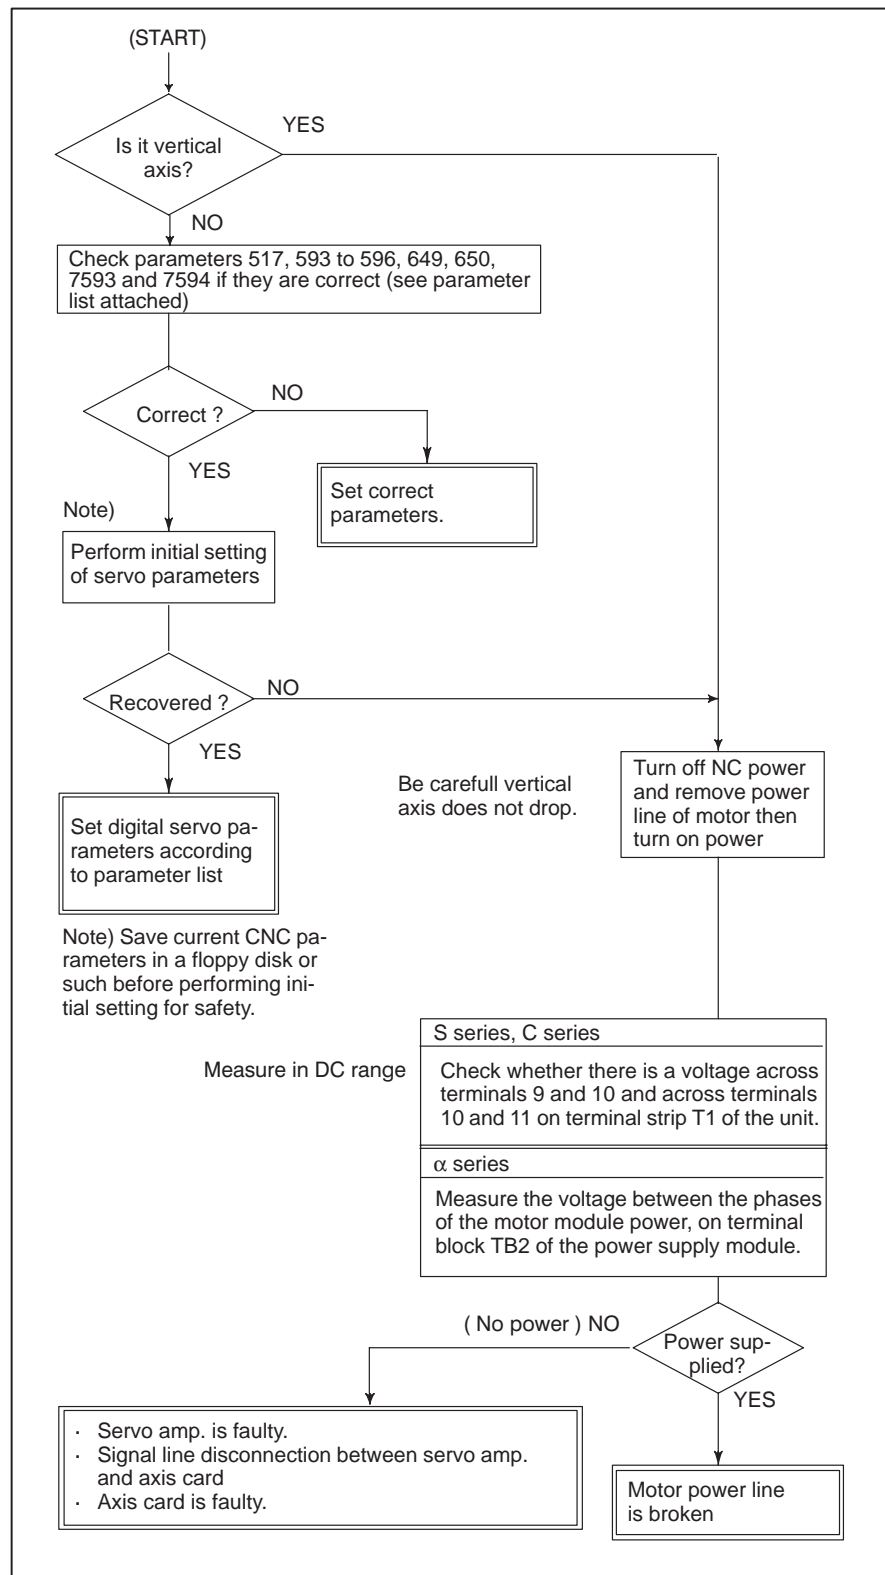 (START)
Is it vertical
axis?
YES
NO
Check parameters 517, 593 to 596, 649, 650,
7593 and 7594 if they are correct (see parameter
list attached)
Correct ?
NO
YES
Set correct
parameters.
Note)
Perform initial setting
of servo parameters
Recovered ?
NO
YES
Set digital servo pa-
rameters according
to parameter list
Be carefull vertical
axis does not drop.
Turn off NC power
and remove power
line of motor then
turn on power
Note) Save current CNC pa-
rameters in a floppy disk or
such before performing ini-
tial setting for safety.
Measure in DC range
S series, C series
Check whether there is a voltage across
terminals 9 and 10 and across terminals
10 and 11 on terminal strip T1 of the unit.
α series
Measure the voltage between the phases
of the motor module power, on terminal
block TB2 of the power supply module.
( No power ) NO
Power sup-
plied?
YES
· Servo amp. is faulty.
· Signal line disconnection between servo amp.
and axis card
· Axis card is faulty.
Motor power line
is broken